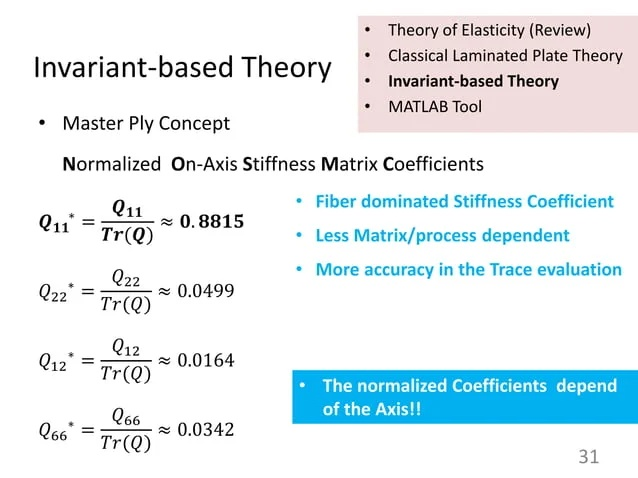 Invariant-based Theory
• Theory of Elasticity (Review)
• Classical Laminated Plate Theory
• Invariant-based Theory
• MATLAB Tool
• Master Ply Concept
Normalized On-Axis Stiffness Matrix Coefficients
Q₁₁* = Q₁₁ / Tr(Q) ≈ 0.8815
Q₂₂* = Q₂₂ / Tr(Q) ≈ 0.0499
Q₁₂* = Q₁₂ / Tr(Q) ≈ 0.0164
Q₆₆* = Q₆₆ / Tr(Q) ≈ 0.0342
• Fiber dominated Stiffness Coefficient
• Less Matrix/process dependent
• More accuracy in the Trace evaluation
• The normalized Coefficients depend
of the Axis!!
31